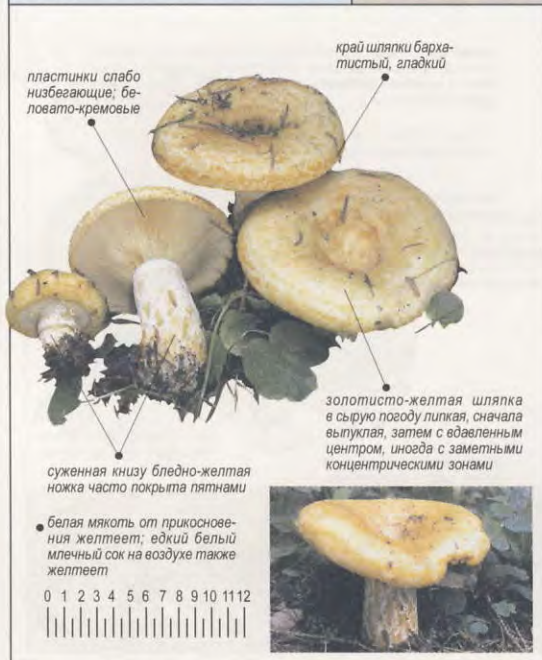 край шляпки барха-
тистый, гладкий
пластинки слабо
низбегающие; бе-
ловато-кремовые
золотисто-желтая шляпка
в сырую погоду липкая, сначала
выпуклая, затем с вдавленным
центром, иногда с заметными
концентрическими зонами
суженная книзу бледно-желтая
ножка часто покрыта пятнами
белая мякоть от прикоснове-
ния желтеет; едкий белый
млечный сок на воздухе также
желтеет
0 1 2 3 4 5 6 7 8 9 10 11 12